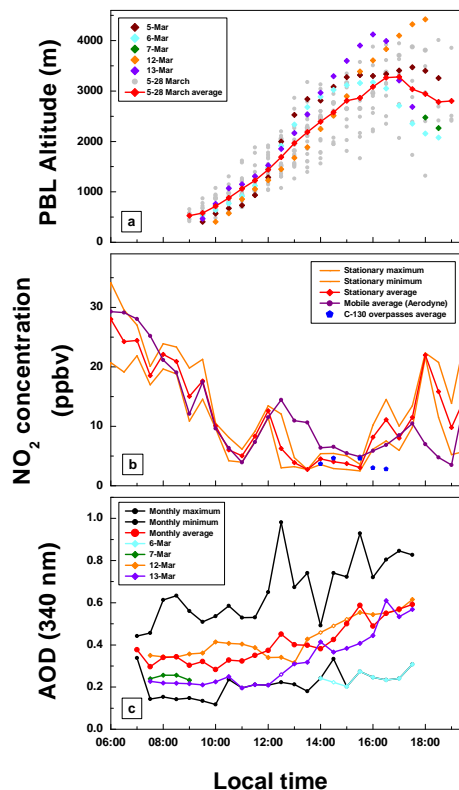 5-Mar
6-Mar
7-Mar
12-Mar
13-Mar
5-28 March
5-28 March average
4000
3000
2000
1000
0
PBL Altitude (m)
a
Stationary maximum
Stationary minimum
Stationary average
Mobile average (Aerodyne)
C-130 overpasses average
30
20
10
0
NO2 concentration
(ppbv)
b
Monthly maximum
Monthly minimum
Monthly average
6-Mar
7-Mar
12-Mar
13-Mar
1.0
0.8
0.6
0.4
0.2
0.0
AOD (340 nm)
c
06:00 08:00 10:00 12:00 14:00 16:00 18:00
Local time